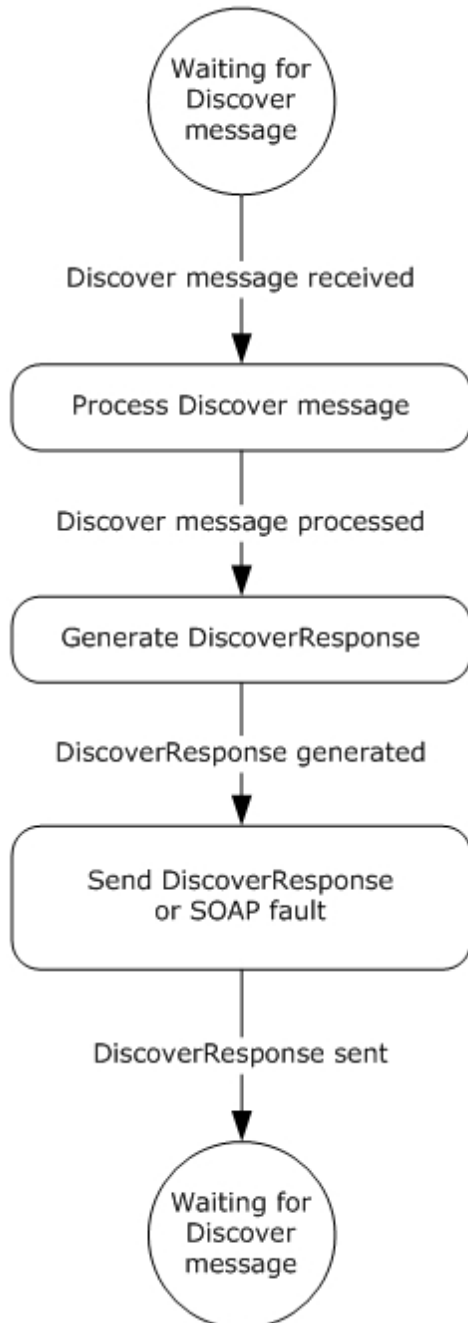 Waiting for
Discover
message
Discover message received
Process Discover message
Discover message processed
Generate DiscoverResponse
DiscoverResponse generated
Send DiscoverResponse
or SOAP fault
DiscoverResponse sent
Waiting for
Discover
message